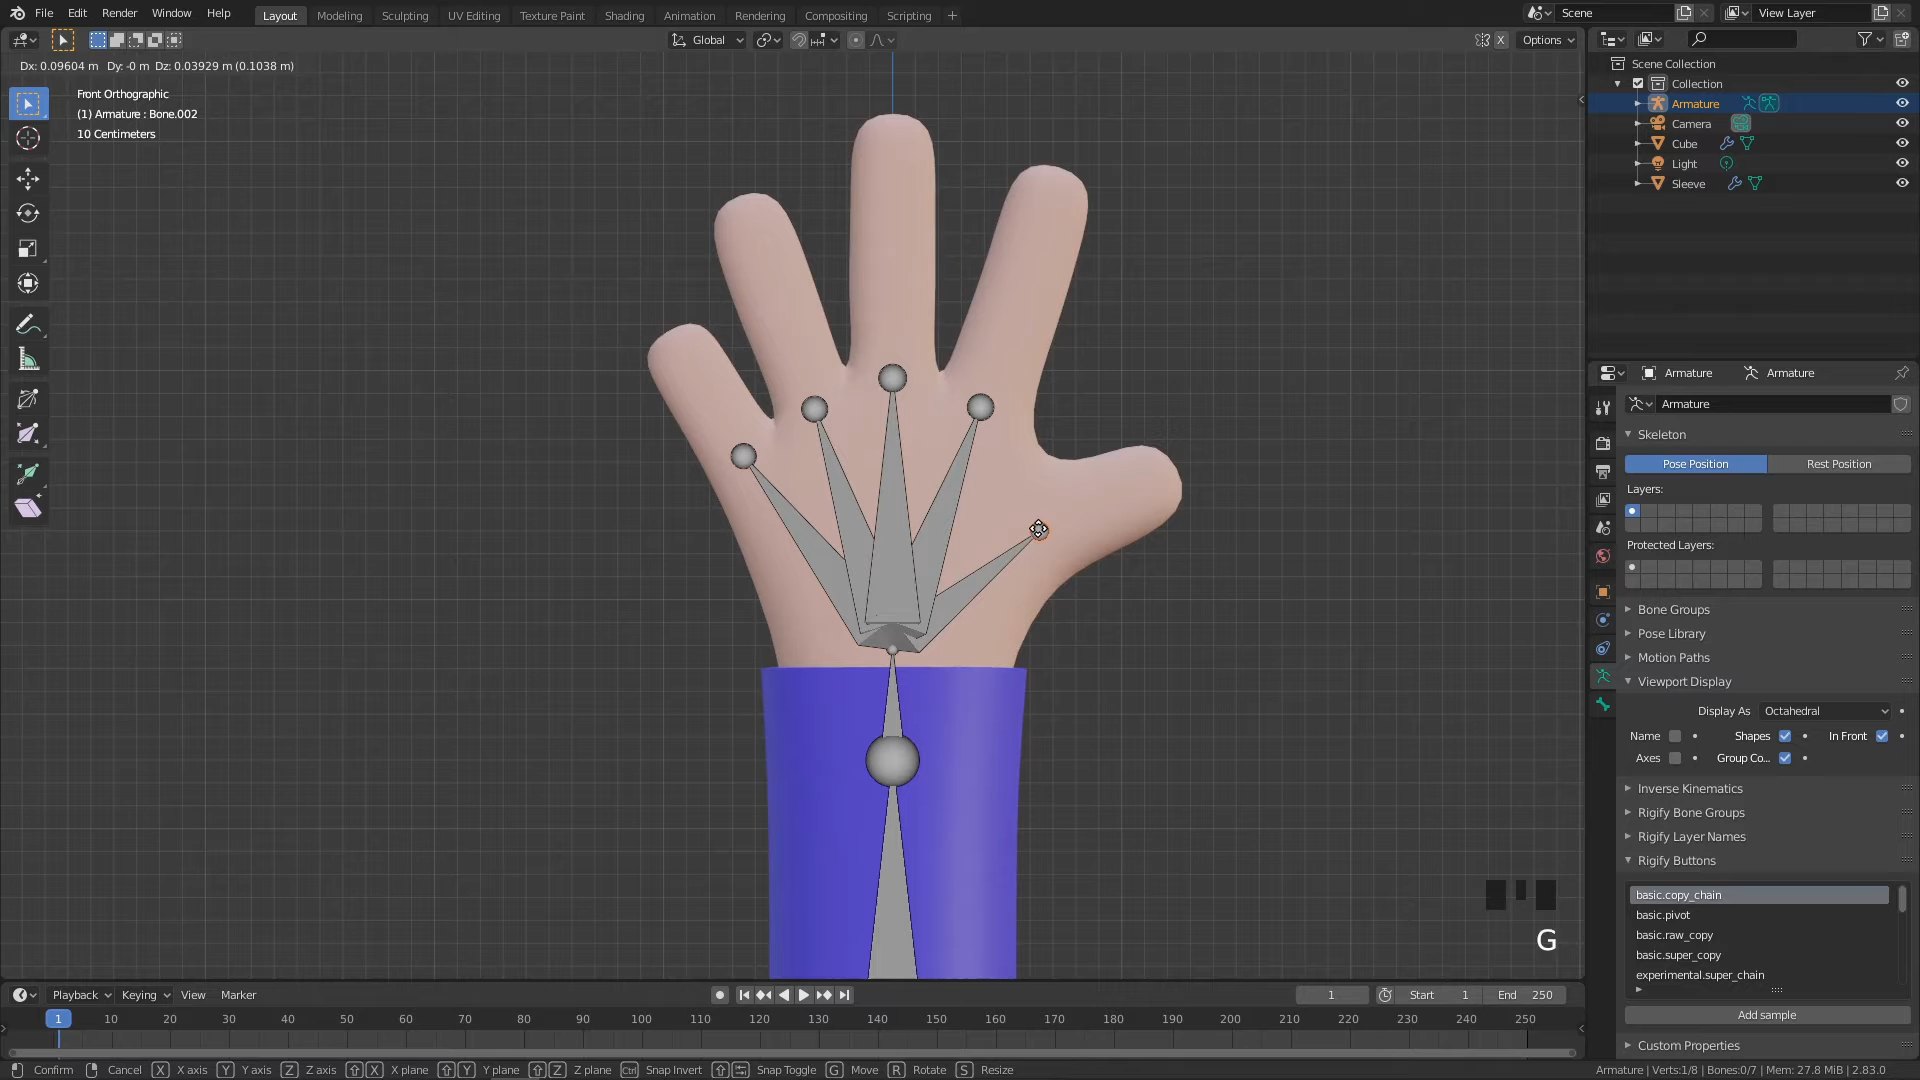 File Edit Render Window Help Layout Modeling Sculpting UV Editing Texture Paint Shading Animation Rendering Compositing Scripting + Scene View Layer
Global X Options
Dx: 0.09604 m Dy: -0 m Dz: 0.03929 m (0.1038 m)
Front Orthographic
(1) Armature : Bone.002
10 Centimeters
Scene Collection
Collection
Armature
Camera
Cube
Light
Sleeve
Armature Armature
Armature
Skeleton
Pose Position Rest Position
Layers:
Protected Layers:
Bone Groups
Pose Library
Motion Paths
Viewport Display
Display As Octahedral
Name Shapes In Front
Axes Group Co...
Inverse Kinematics
Rigify Bone Groups
Rigify Layer Names
Rigify Buttons
basic.copy_chain
basic.pivot
basic.raw_copy
basic.super_copy
experimental.super_chain
Add sample
Custom Properties
G
Playback Keying View Marker 1 Start 1 End 250
1 10 20 30 40 50 60 70 80 90 100 110 120 130 140 150 160 170 180 190 200 210 220 230 240 250
Confirm Cancel X X axis Y Y axis Z Z axis X X plane Y Y plane Z Z plane Ctrl Snap Invert Snap Toggle G Move R Rotate S Resize Armature | Verts:1/8 | Bones:0/7 | Mem: 27.8 MiB | 2.83.0